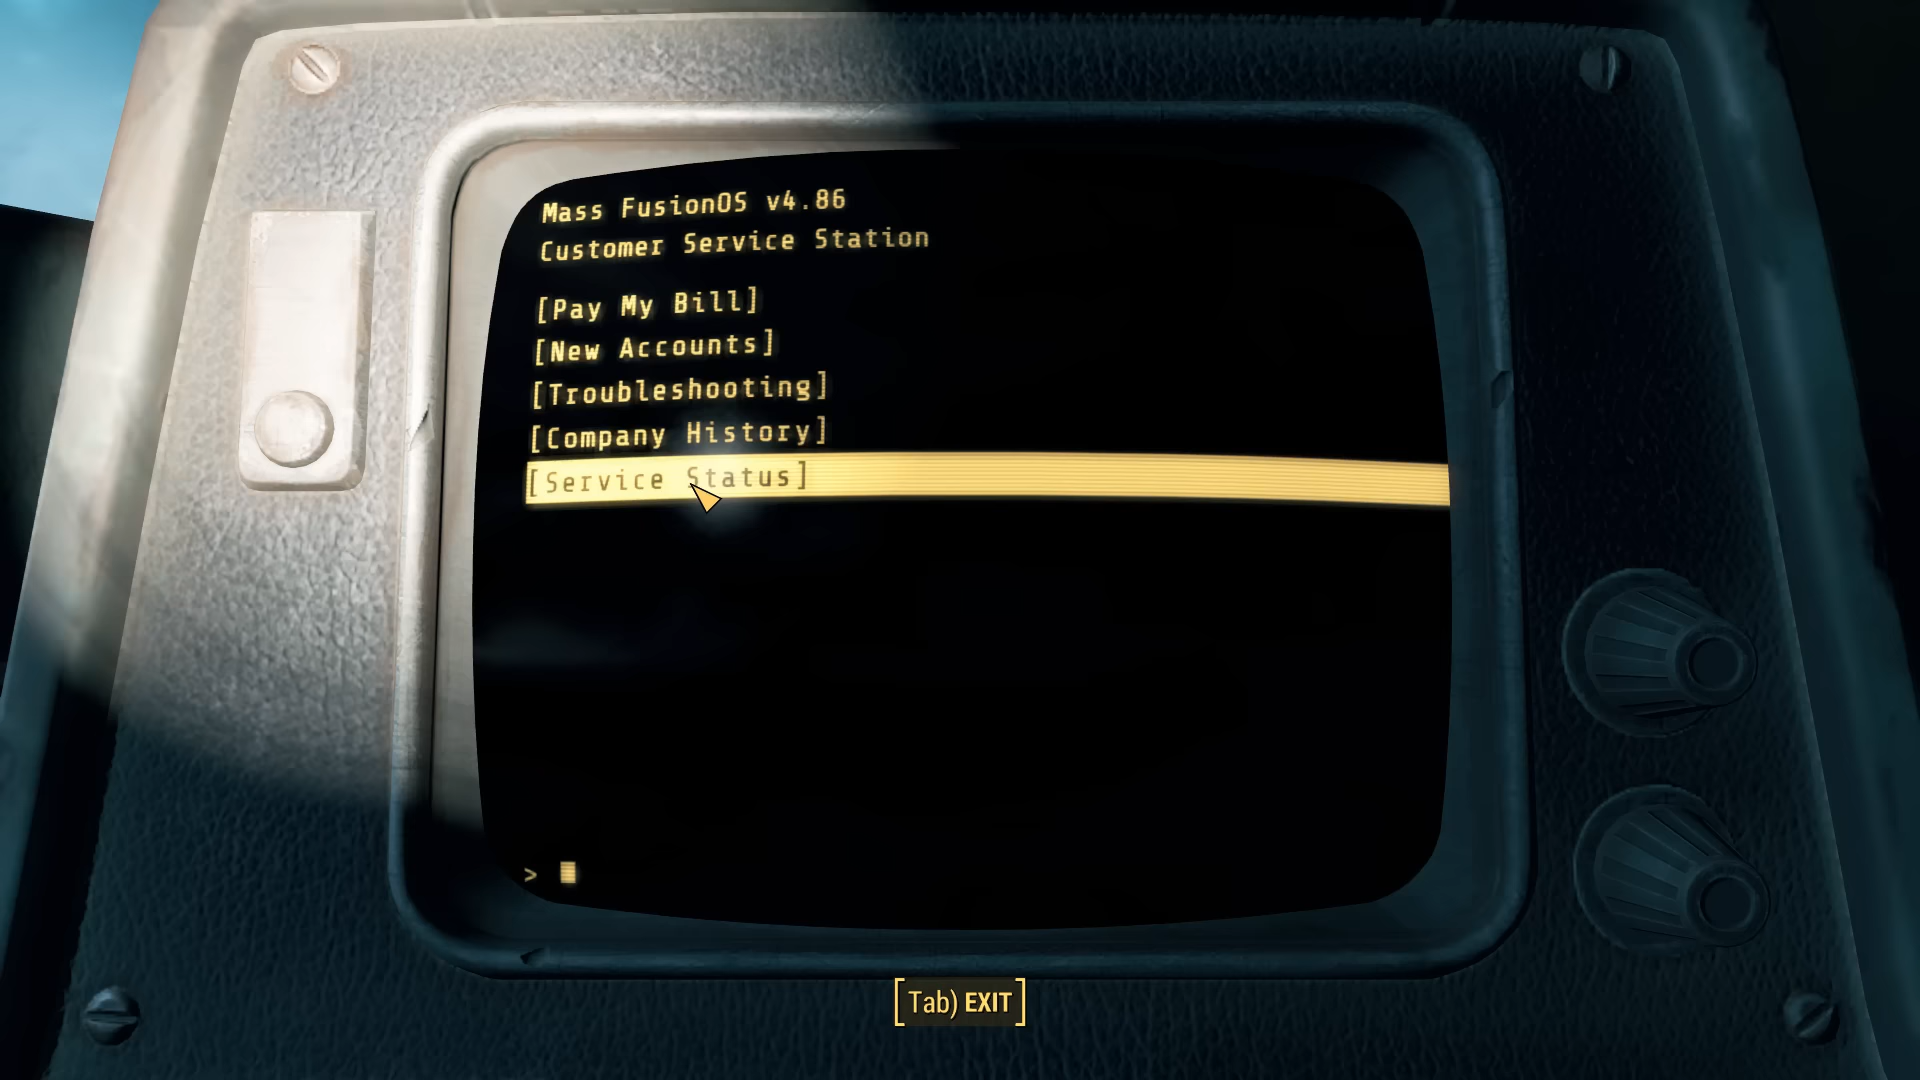 Mass FusionOS v4.86
Customer Service Station
[Pay My Bill]
[New Accounts]
[Troubleshooting]
[Company History]
[Service Status]
>
[Tab) EXIT]